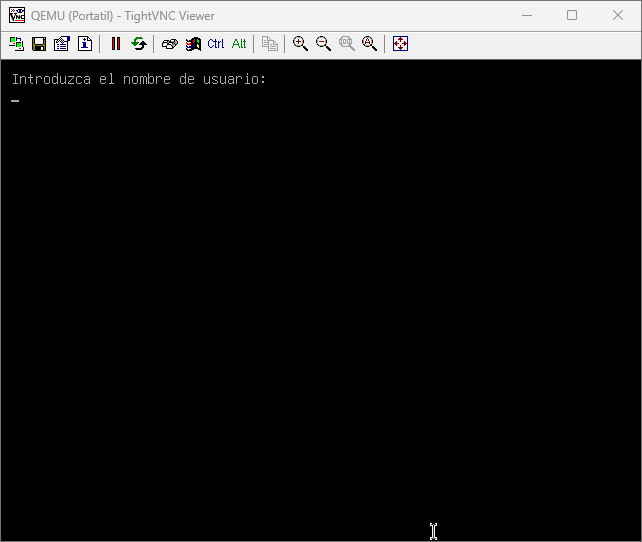 QEMU (Portatil) - TightVNC Viewer
Ctrl Alt
Introduzca el nombre de usuario: